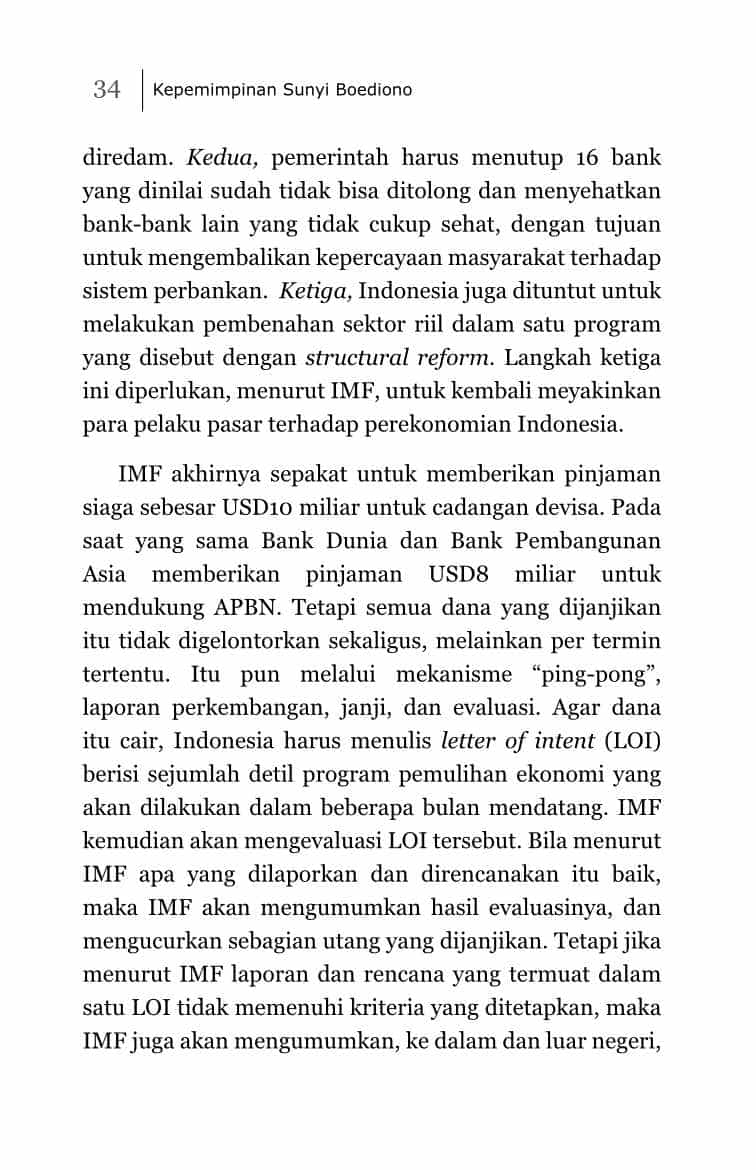 34 Kepemimpinan Sunyi Boediono
diredam. Kedua, pemerintah harus menutup 16 bank
yang dinilai sudah tidak bisa ditolong dan menyehatkan
bank-bank lain yang tidak cukup sehat, dengan tujuan
untuk mengembalikan kepercayaan masyarakat terhadap
sistem perbankan. Ketiga, Indonesia juga dituntut untuk
melakukan pembenahan sektor riil dalam satu program
yang disebut dengan structural reform. Langkah ketiga
ini diperlukan, menurut IMF, untuk kembali meyakinkan
para pelaku pasar terhadap perekonomian Indonesia.
IMF akhirnya sepakat untuk memberikan pinjaman
siaga sebesar USD10 miliar untuk cadangan devisa. Pada
saat yang sama Bank Dunia dan Bank Pembangunan
Asia memberikan pinjaman USD8 miliar untuk
mendukung APBN. Tetapi semua dana yang dijanjikan
itu tidak digelontorkan sekaligus, melainkan per termin
tertentu. Itu pun melalui mekanisme “ping-pong”,
laporan perkembangan, janji, dan evaluasi. Agar dana
itu cair, Indonesia harus menulis letter of intent (LOI)
berisi sejumlah detil program pemulihan ekonomi yang
akan dilakukan dalam beberapa bulan mendatang. IMF
kemudian akan mengevaluasi LOI tersebut. Bila menurut
IMF apa yang dilaporkan dan direncanakan itu baik,
maka IMF akan mengumumkan hasil evaluasinya, dan
mengucurkan sebagian utang yang dijanjikan. Tetapi jika
menurut IMF laporan dan rencana yang termuat dalam
satu LOI tidak memenuhi kriteria yang ditetapkan, maka
IMF juga akan mengumumkan, ke dalam dan luar negeri,